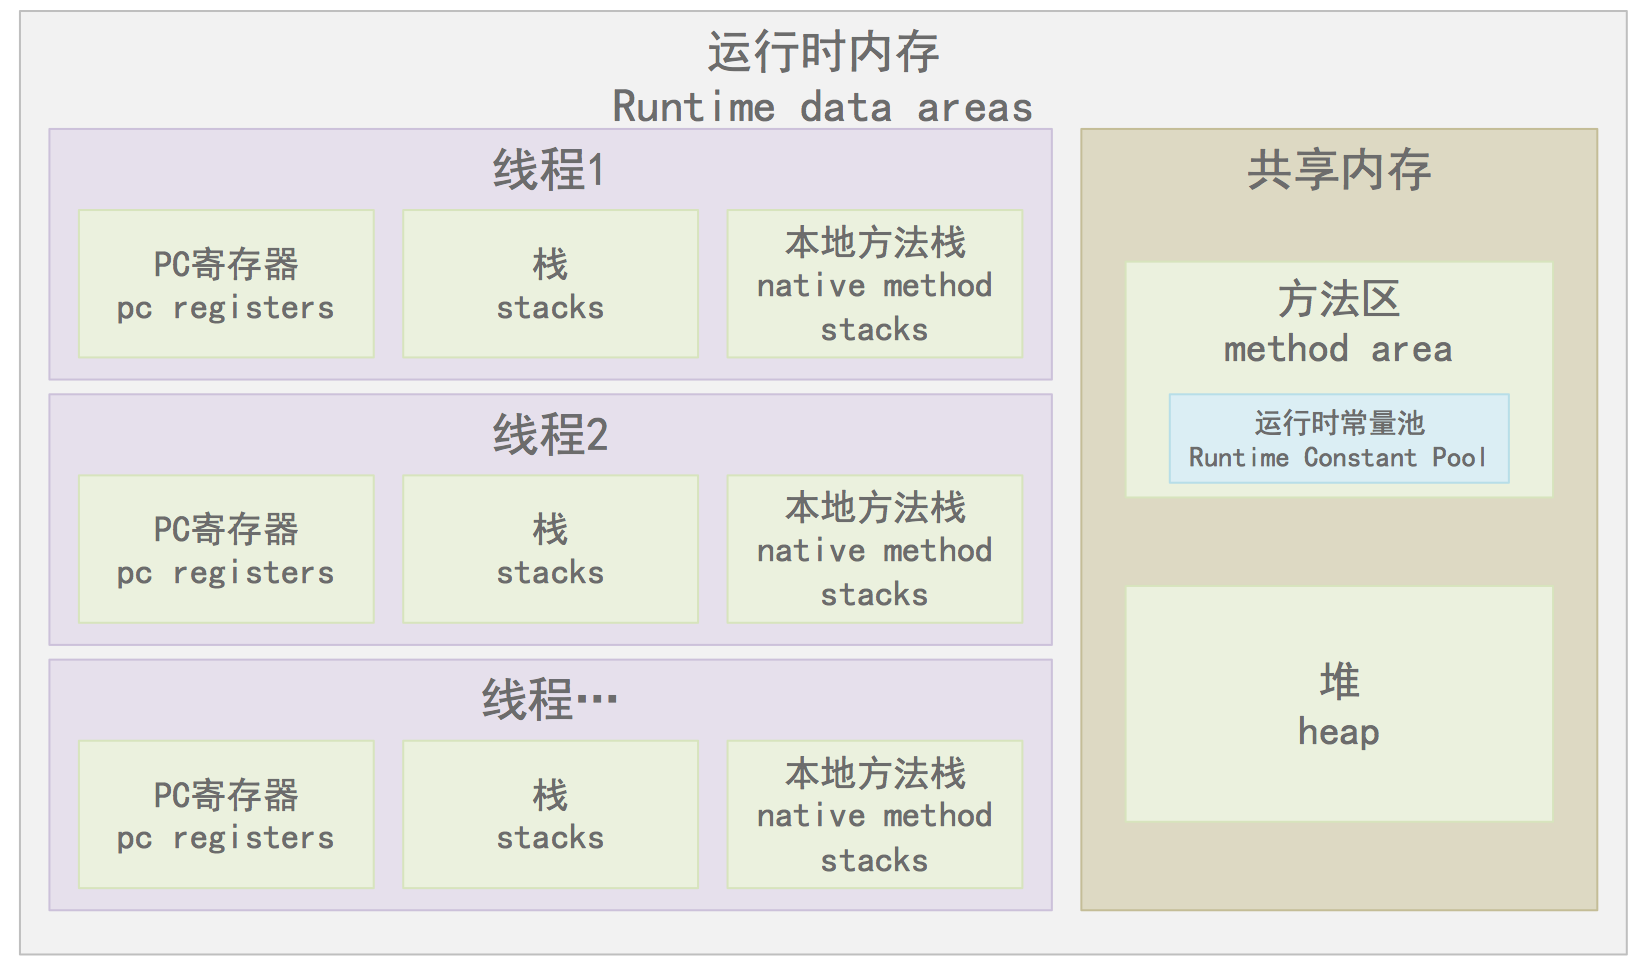 运行时内存
Runtime data areas
线程1
PC寄存器
pc registers
栈
stacks
本地方法栈
native method
stacks
线程2
PC寄存器
pc registers
栈
stacks
本地方法栈
native method
stacks
线程…
PC寄存器
pc registers
栈
stacks
本地方法栈
native method
stacks
共享内存
方法区
method area
运行时常量池
Runtime Constant Pool
堆
heap